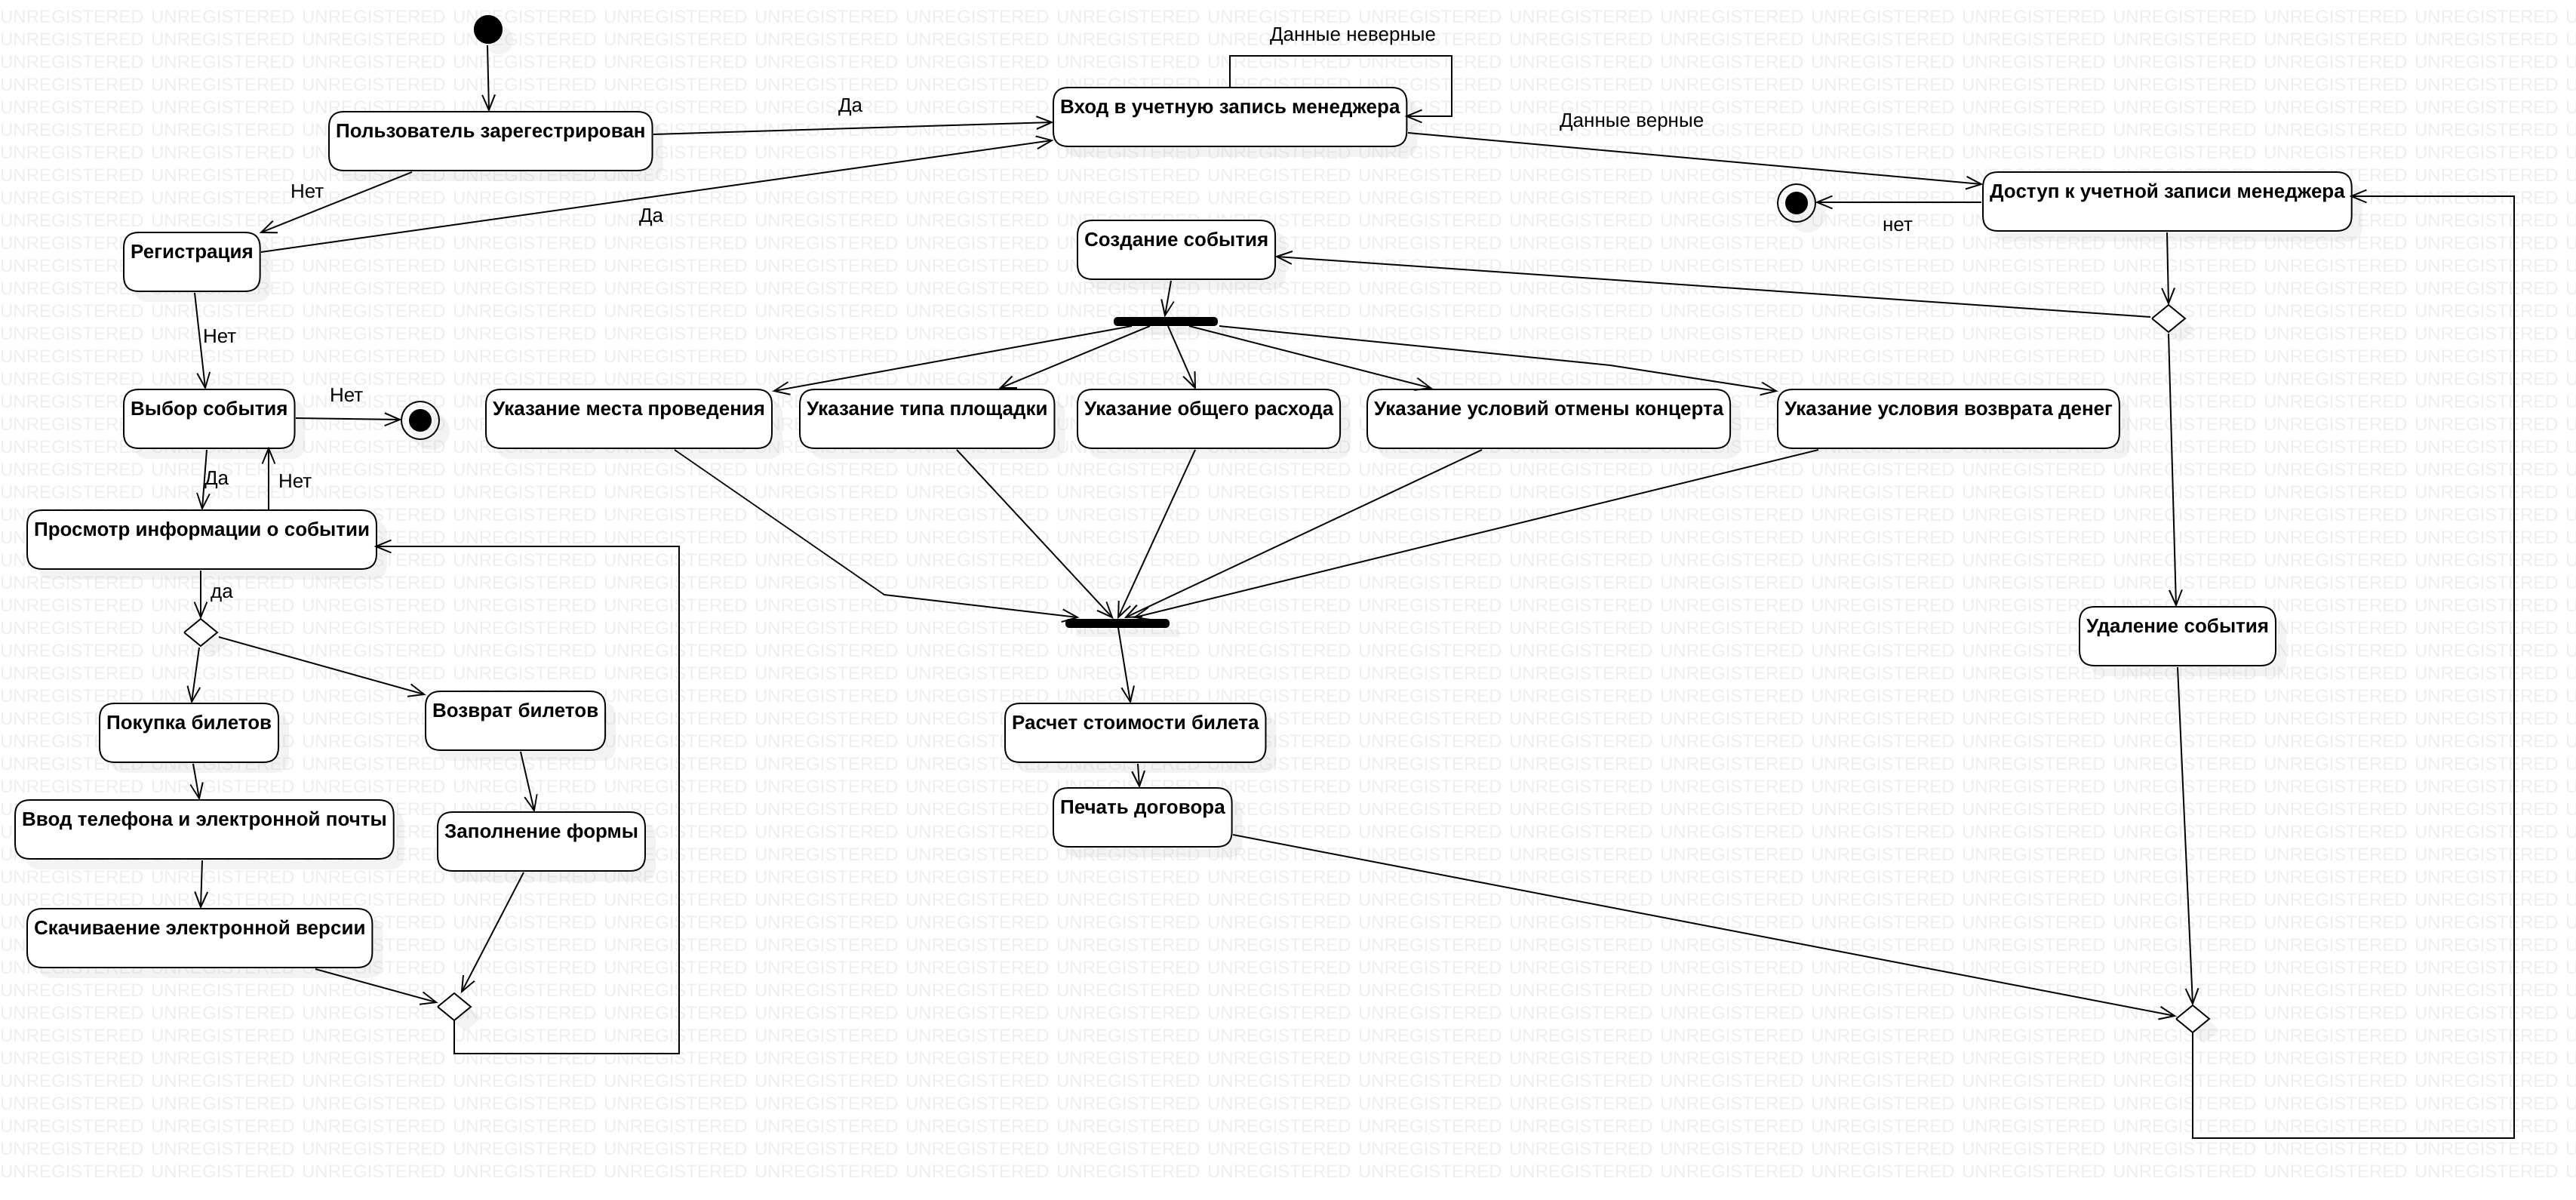 Данные неверные
Да
Вход в учетную запись менеджера
Данные верные
Пользователь зарегестрирован
Нет
Да
Доступ к учетной записи менеджера
нет
Регистрация
Создание события
Нет
Выбор события
Нет
Указание места проведения
Указание типа площадки
Указание общего расхода
Указание условий отмены концерта
Указание условия возврата денег
Да
Нет
Просмотр информации о событии
да
Удаление события
Покупка билетов
Возврат билетов
Расчет стоимости билета
Ввод телефона и электронной почты
Заполнение формы
Печать договора
Скачиваение электронной версии
UNREGISTERED